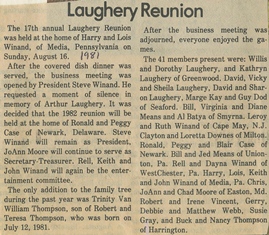 Laughery Reunion
The 17th annual Laughery Reunion
was held at the home of Harry and Lois
Winand, of Media, Pennsylvania on
Sunday, August 16. 1981
After the covered dish dinner was
served, the business meeting was
opened by President Steve Winand. He
requested a moment of silence in
memory of Arthur Laughery. It was
decided that the 1982 reunion will be held
at the home of Ronald and Peggy
Case of Newark, Delaware. Steve
Winand will remain as President,
JoAnn Moore will continue to serve as
Secretary-Treasurer. Rell, Keith and
John Winand will again be the enter-
tainment committee.
The only addition to the family tree
during the past year was Trinity Van
William Thompson, son of Robert and
Teresa Thompson, who was born on
July 12, 1981.
After the business meeting was
adjourned, everyone enjoyed the ga-
mes.
The 41 members present were: Willis
and Dorothy Laughery, and Kathryn
Laughery of Greenwood. David, Vicky
and Sheila Laughery, David and Shar-
on Laughery, Marge Kay and Guy Dod
of Seaford. Bill, Virginia and Diane
Means and Al Batya of Smyrna. Leroy
and Ruth Winand of Cape May, N.J.
Clayton and Loretta Downes of Milton.
Ronald, Peggy and Blair Case of
Newark. Bill and Jed Means of Union-
ton, Pa. Rell and Dayna Winand of
WestChester, Pa. Harry, Lois, Keith
and John Winand of Media, Pa. Chris,
JoAnn and Chad Moore of Easton, Md.
Robert and Irene Vincent, Gerry,
Debbie and Matthew Webb, Susie
Gray, and Buck and Nancy Thompson
of Harrington.